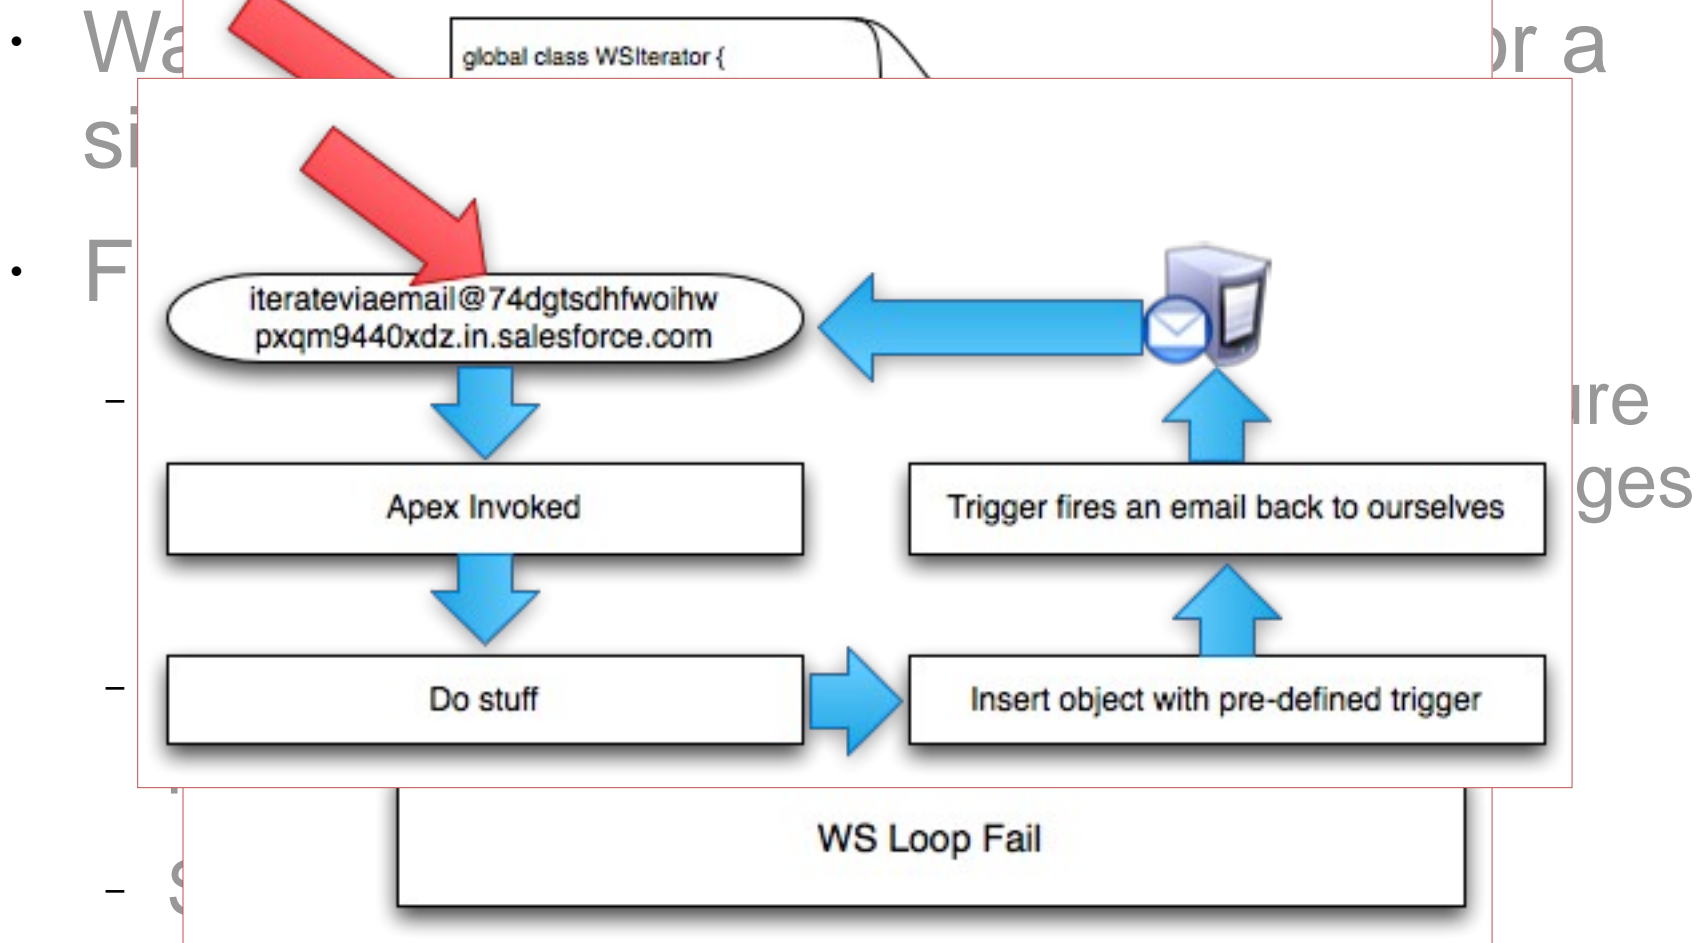 or a
global class WSIterator {
iterateviaemail@74dgtsdhfwoihw
pxqm9440xdz.in.salesforce.com
Apex Invoked
Trigger fires an email back to ourselves
Do stuff
Insert object with pre-defined trigger
WS Loop Fail